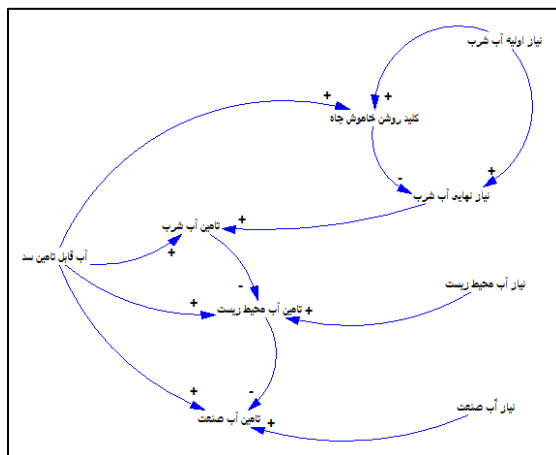 نیاز اولیه آب شرب
+
+
کلید روشن خاموش چاه
-
+
نیاز نهایی آب شرب
تامین آب شرب
+
آب قابل تامین سد
+
-
نیاز آب محیط زیست
+
تامین آب محیط زیست
+
+
-
نیاز آب صنعت
تامین آب صنعت
+